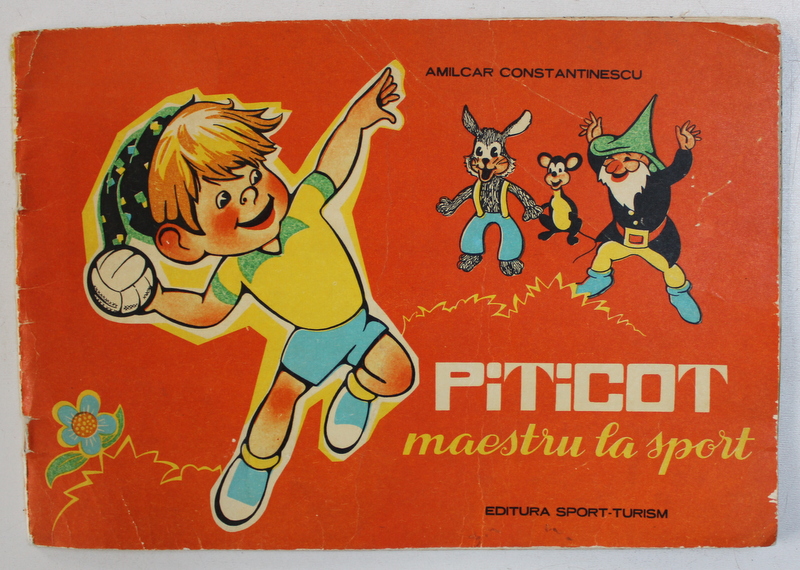 AMILCAR CONSTANTINESCU
PiTiCOT
maestru la sport
EDITURA SPORT-TURISM